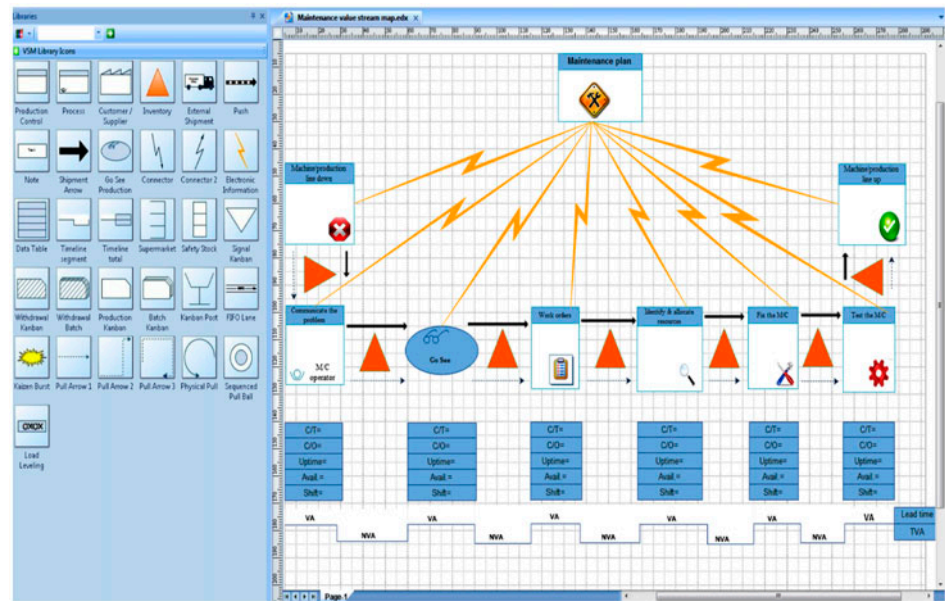 Libraries
VSM Library Icons
Production
Control
Process
Customer /
Supplier
Inventory
External
Shipment
Push
Note
Shipment
Arrow
Go See
Production
Connector
Connector 2
Electronic
Information
Data Table
Timeline
segment
Timeline
total
Supermarket
Safety Stock
Signal
Kanban
Withdrawal
Kanban
Withdrawal
Batch
Production
Kanban
Batch
Kanban
Kanban Post
FIFO Lane
Kaizen Burst
Pull Arrow 1
Pull Arrow 2
Pull Arrow 3
Physical Pull
Sequenced
Pull Ball
OXOX
Load
Leveling
Maintenance value stream map.edx
Maintenance plan
Machine/production
line down
Machine/production
line up
Communicate the
problem
M/C
operator
Go See
Work orders
Identify & allocate
resources
Fix the M/C
Test the M/C
C/T=
C/O=
Uptime=
Avail.=
Shift=
C/T=
C/O=
Uptime=
Avail.=
Shift=
C/T=
C/O=
Uptime=
Avail.=
Shift=
C/T=
C/O=
Uptime=
Avail.=
Shift=
C/T=
C/O=
Uptime=
Avail.=
Shift=
C/T=
C/O=
Uptime=
Avail.=
Shift=
VA
NVA
VA
NVA
VA
NVA
VA
NVA
VA
NVA
VA
Lead time
TVA
Page-1